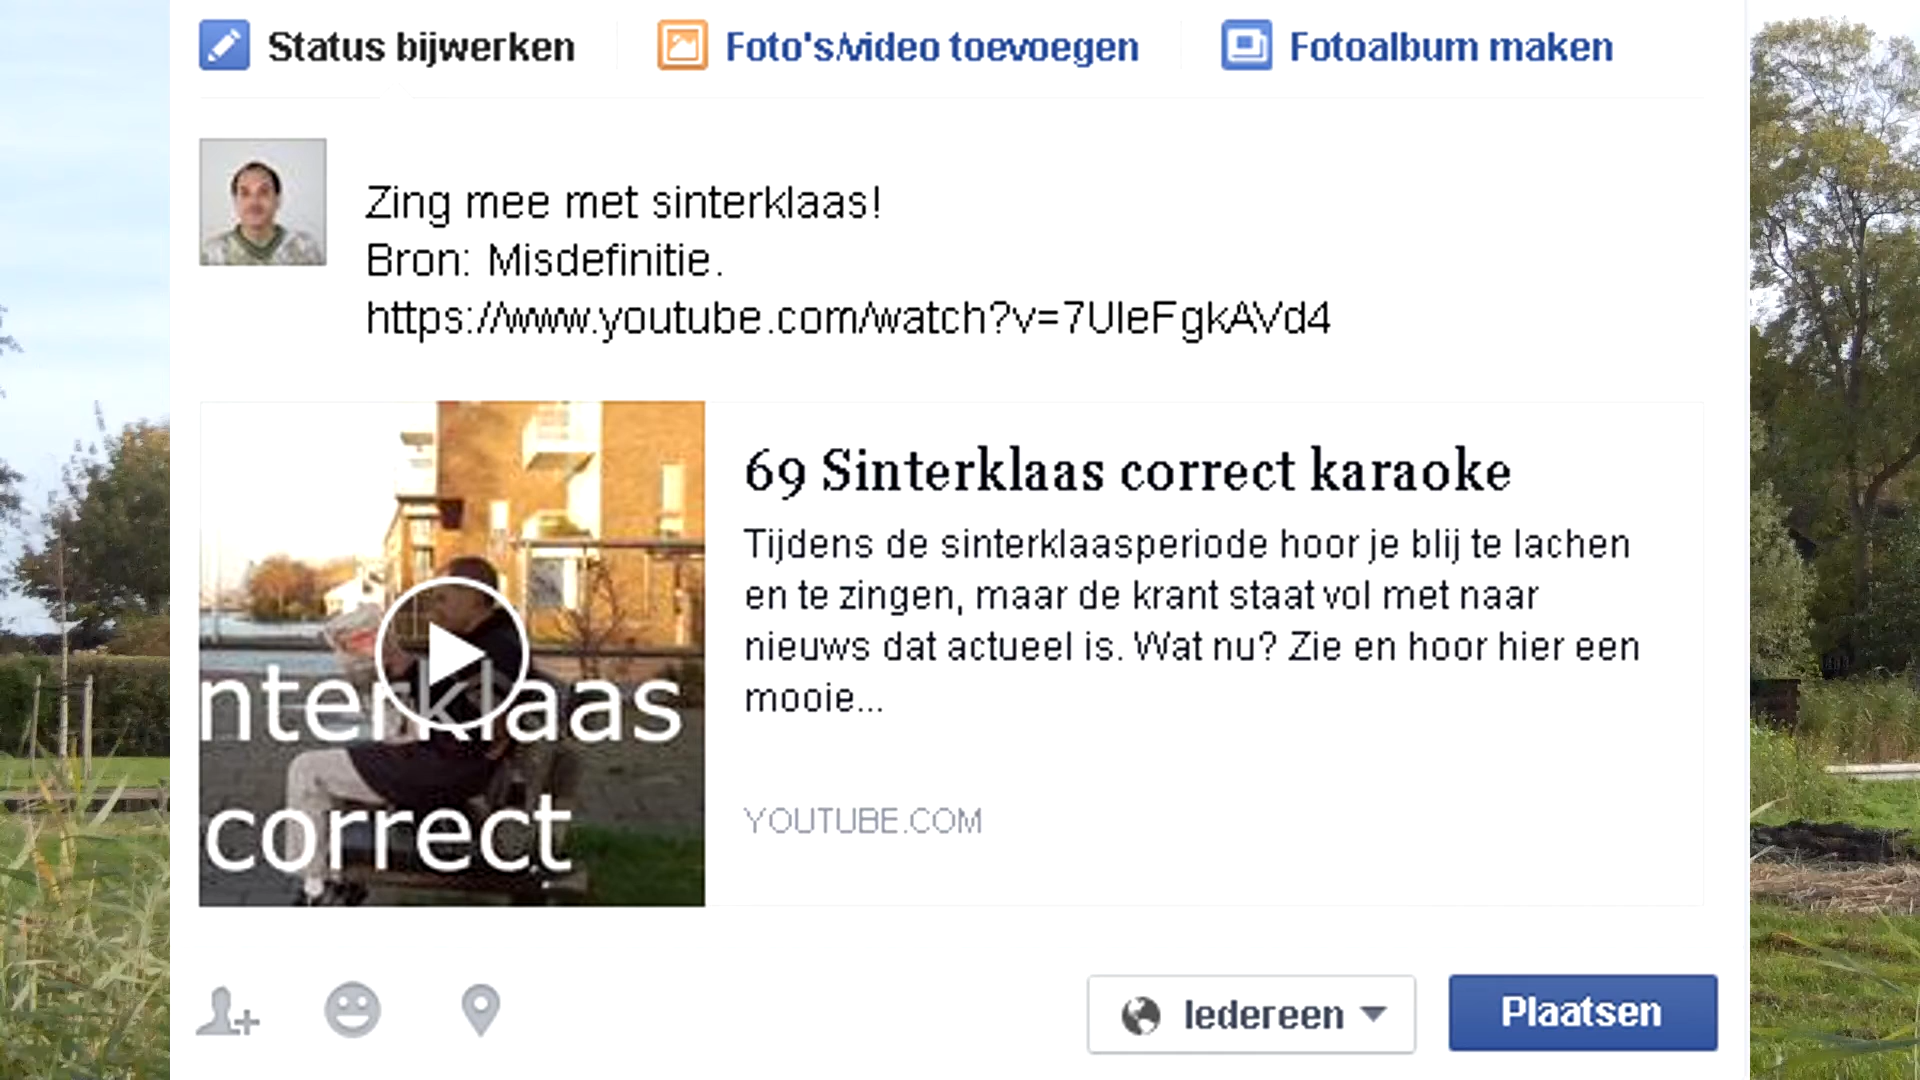 Status bijwerken
Foto's/video toevoegen
Fotoalbum maken
Zing mee met sinterklaas!
Bron: Misdefinitie.
https://www.youtube.com/watch?v=7UleFgkAVd4
nterklaas
correct
69 Sinterklaas correct karaoke
Tijdens de sinterklaasperiode hoor je blij te lachen
en te zingen, maar de krant staat vol met naar
nieuws dat actueel is. Wat nu? Zie en hoor hier een
mooie...
YOUTUBE.COM
Iedereen
Plaatsen